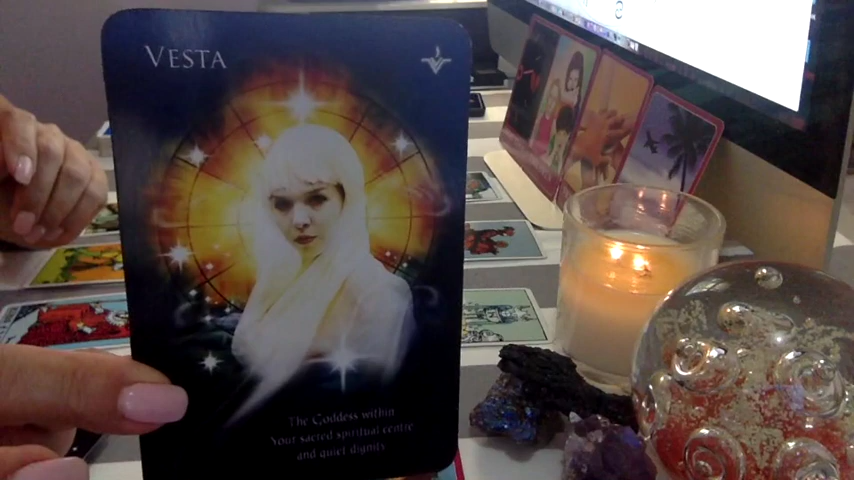 VESTA
The Goddess within
Your sacred spiritual centre
and quiet dignity